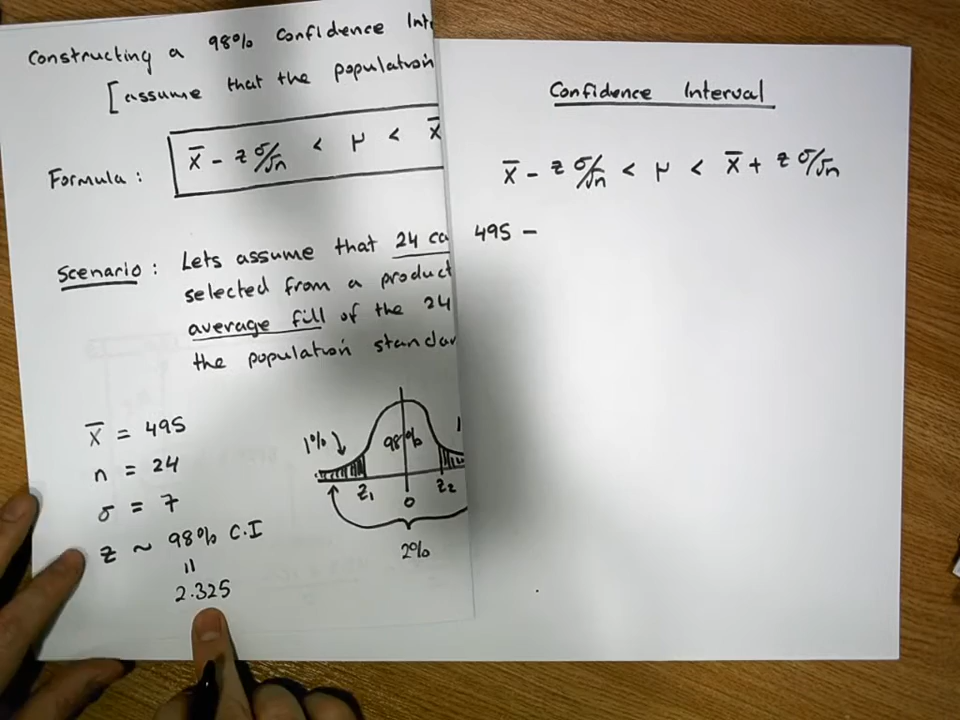 Constructing a 98% Confidence Int
[assume that the population
Formula : x̄ - z σ/√n < μ < x̄
Scenario : Lets assume that 24 ca
selected from a product
average fill of the 24
the population standar
x̄ = 495
n = 24
σ = 7
z ~ 98% C.I
||
2.325
1% 98% 1
z₁ 0 z₂
2%
Confidence Interval
x̄ - z σ/√n < μ < x̄ + z σ/√n
495 -